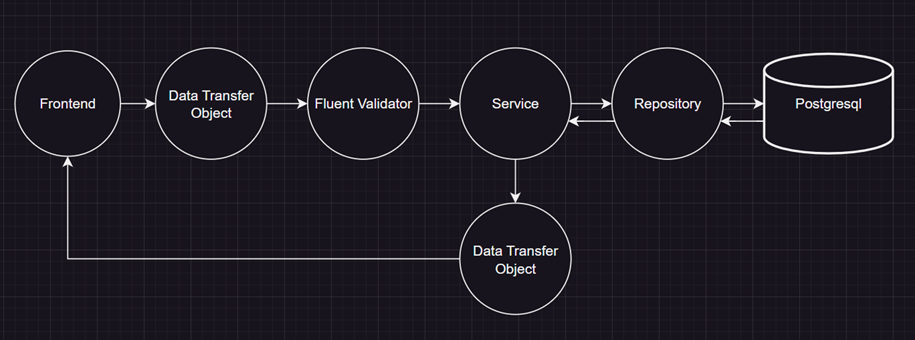 Frontend
Data Transfer
Object
Fluent Validator
Service
Repository
Postgresql
Data Transfer
Object